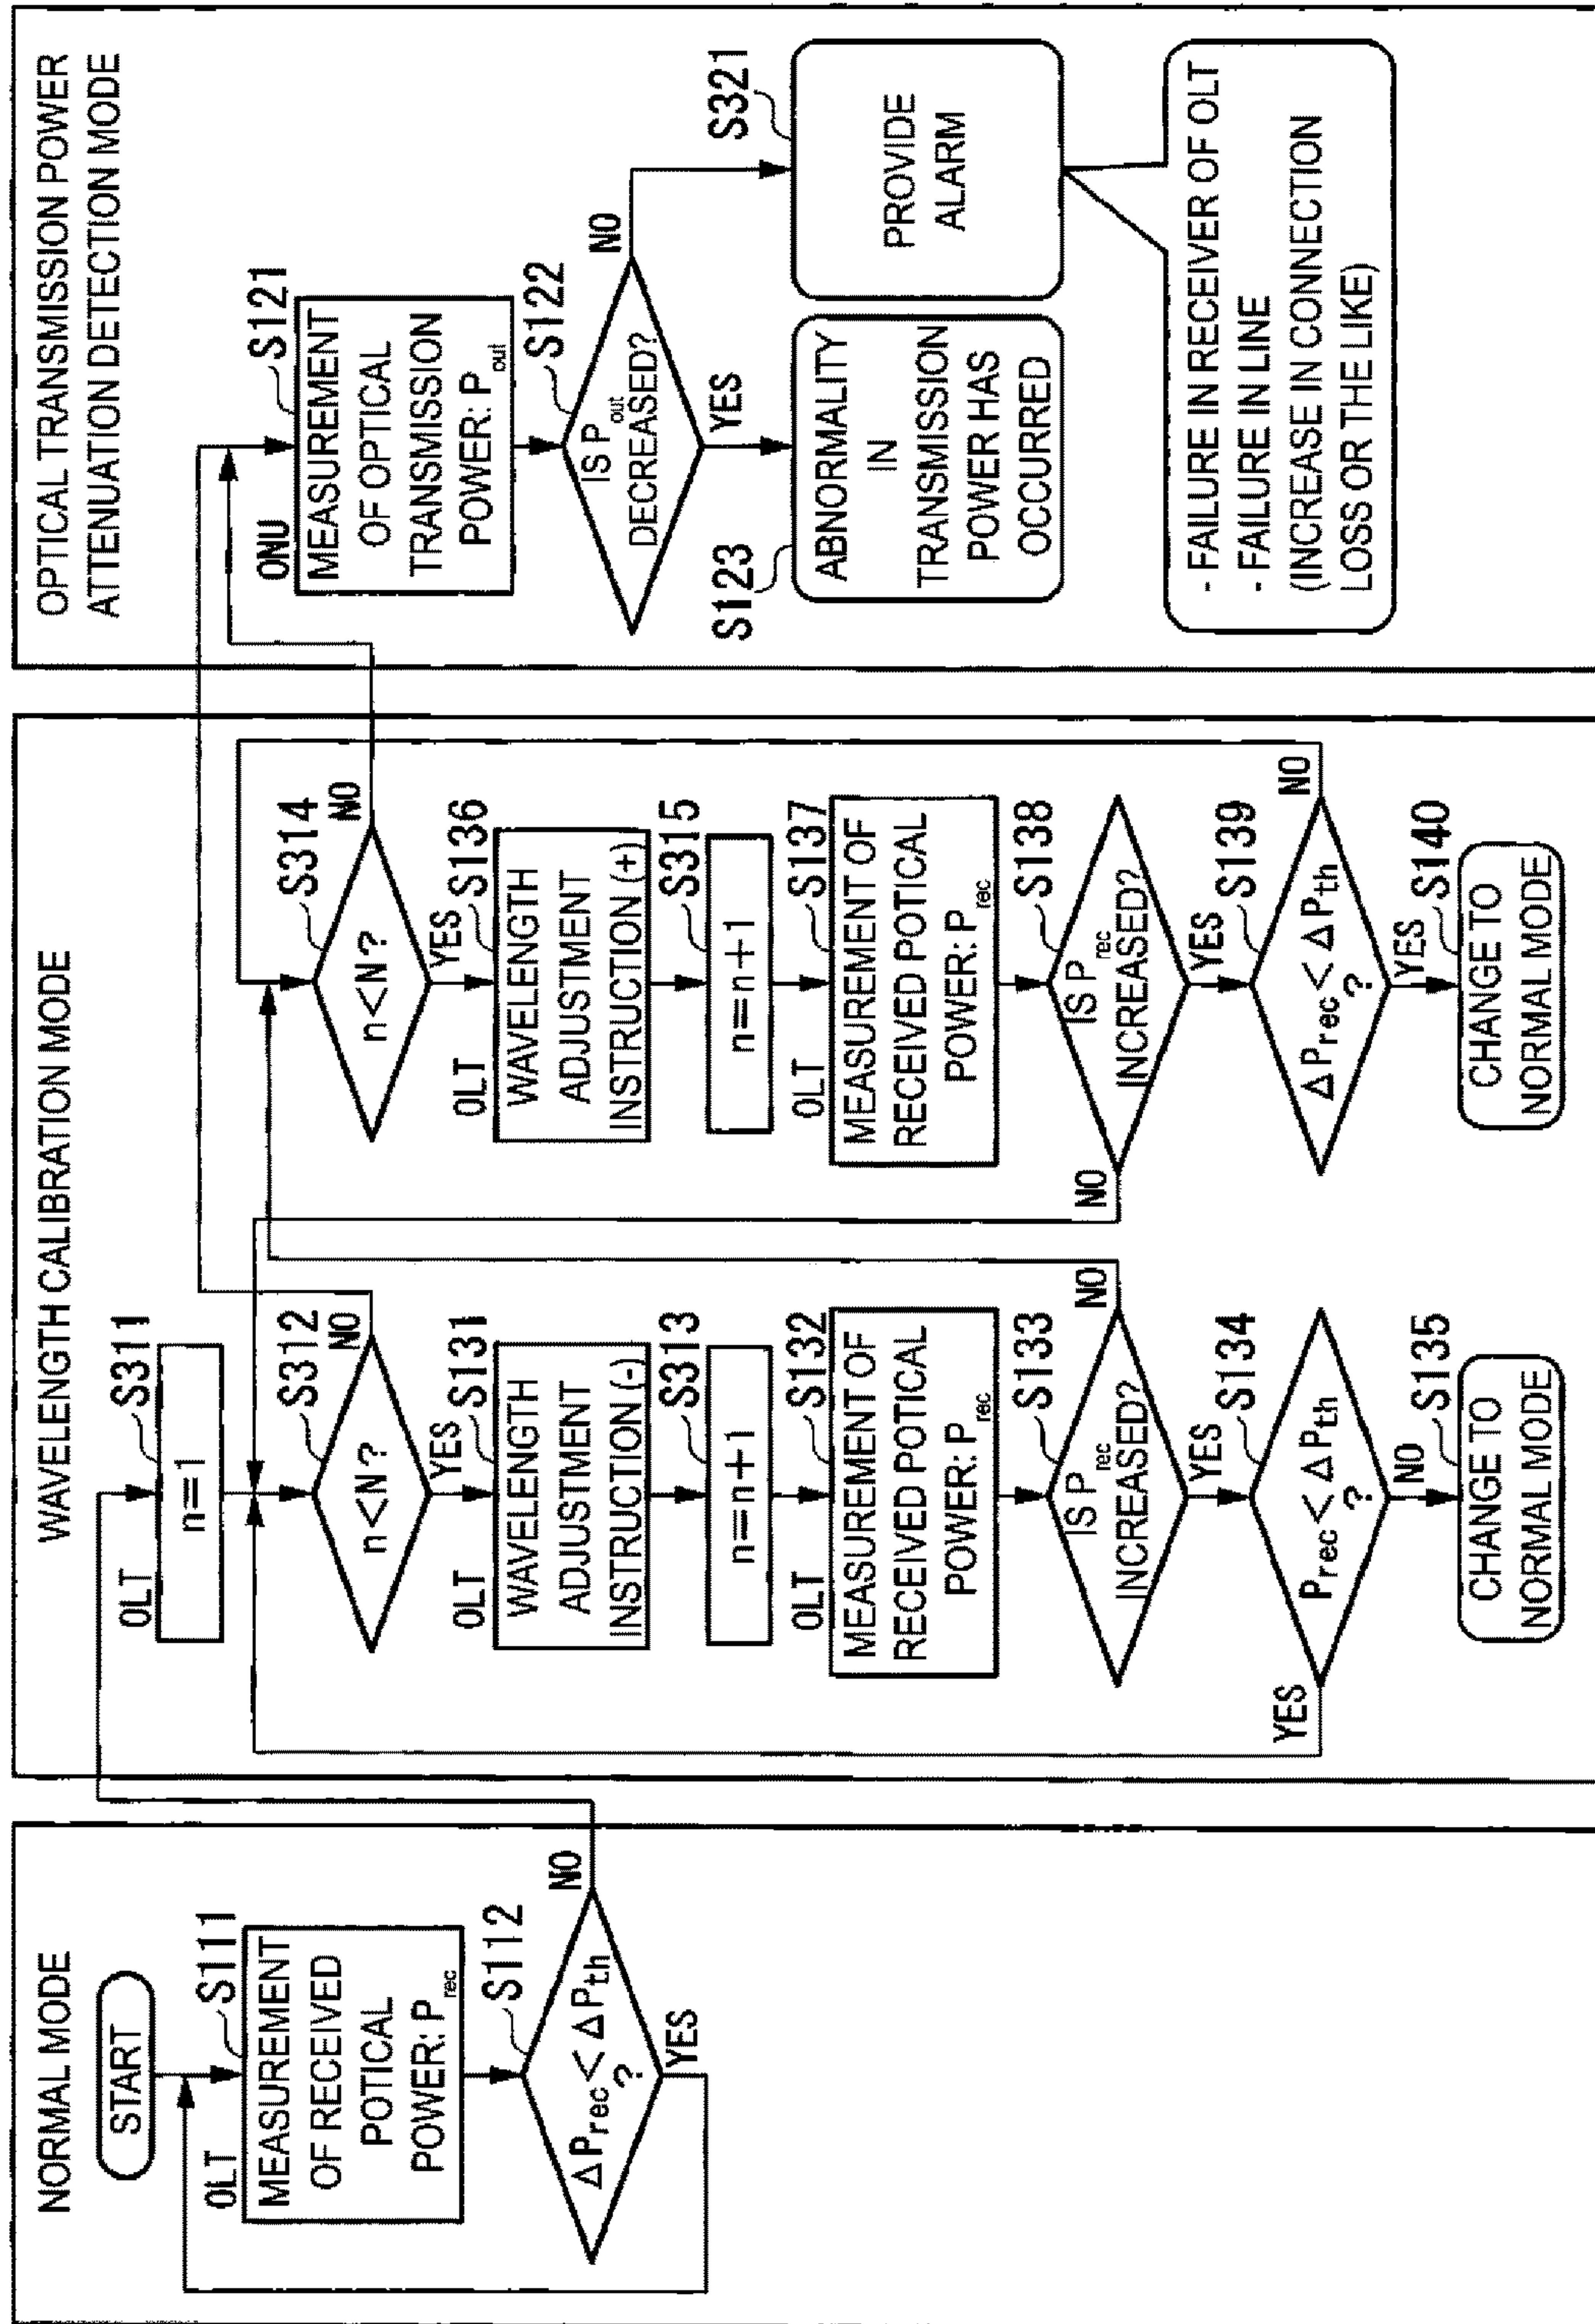 NORMAL MODE
START
OLT
S111
MEASUREMENT
OF RECEIVED
POTICAL
POWER: Prec
S112
ΔPrec<ΔPth
?
NO
YES
WAVELENGTH CALIBRATION MODE
OLT
S311
n=1
S312
n<N?
NO
YES
OLT
S131
WAVELENGTH
ADJUSTMENT
INSTRUCTION (-)
S313
n=n+1
OLT
S132
MEASUREMENT OF
RECEIVED POTICAL
POWER: Prec
S133
IS Prec
INCREASED?
NO
YES
S134
Prec<ΔPth
?
YES
NO
S135
CHANGE TO
NORMAL MODE
S314
n<N?
NO
YES
OLT
S136
WAVELENGTH
ADJUSTMENT
INSTRUCTION (+)
S315
n=n+1
OLT
S137
MEASUREMENT OF
RECEIVED POTICAL
POWER: Prec
S138
IS Prec
INCREASED?
NO
YES
S139
ΔPrec<ΔPth
?
NO
YES
S140
CHANGE TO
NORMAL MODE
OPTICAL TRANSMISSION POWER
ATTENUATION DETECTION MODE
ONU
S121
MEASUREMENT
OF OPTICAL
TRANSMISSION
POWER: Pout
S122
IS Pout
DECREASED?
NO
YES
S123
ABNORMALITY
IN
TRANSMISSION
POWER HAS
OCCURRED
S321
PROVIDE
ALARM
- FAILURE IN RECEIVER OF OLT
- FAILURE IN LINE
(INCREASE IN CONNECTION
LOSS OR THE LIKE)